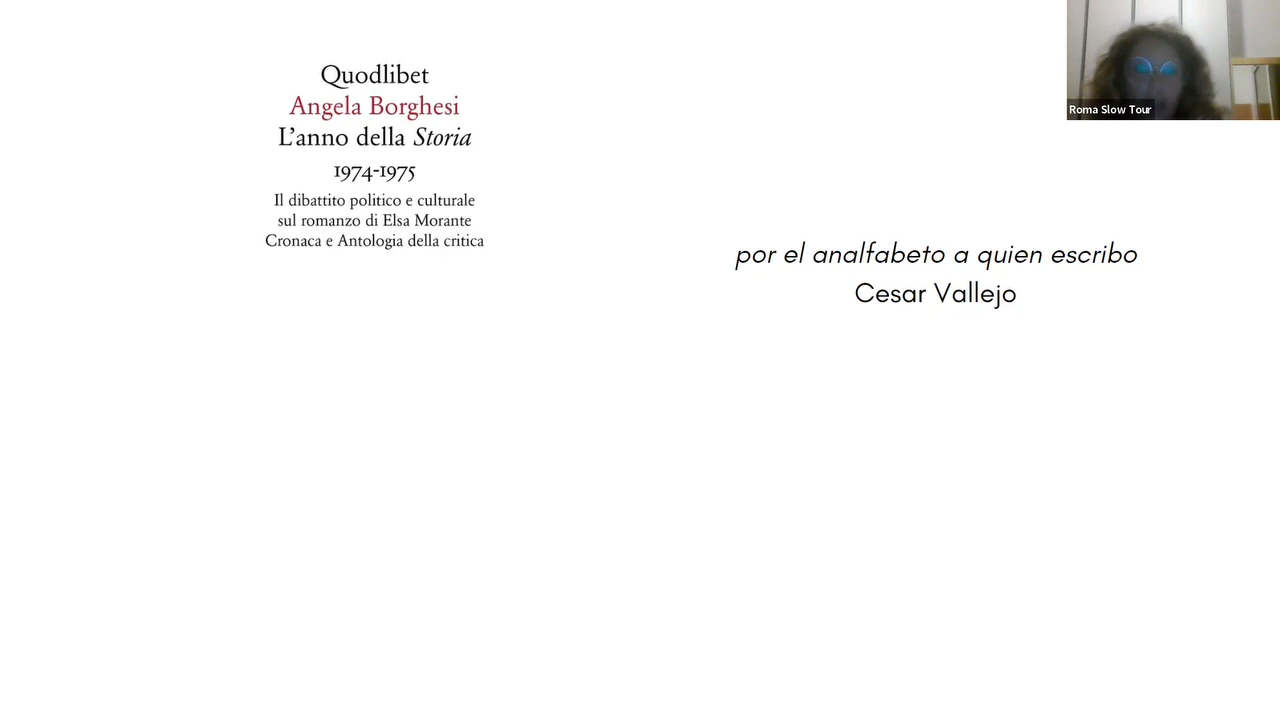 Quodlibet
Angela Borghesi
L'anno della Storia
1974-1975
Il dibattito politico e culturale
sul romanzo di Elsa Morante
Cronaca e Antologia della critica
por el analfabeto a quien escribo
Cesar Vallejo
Roma Slow Tour